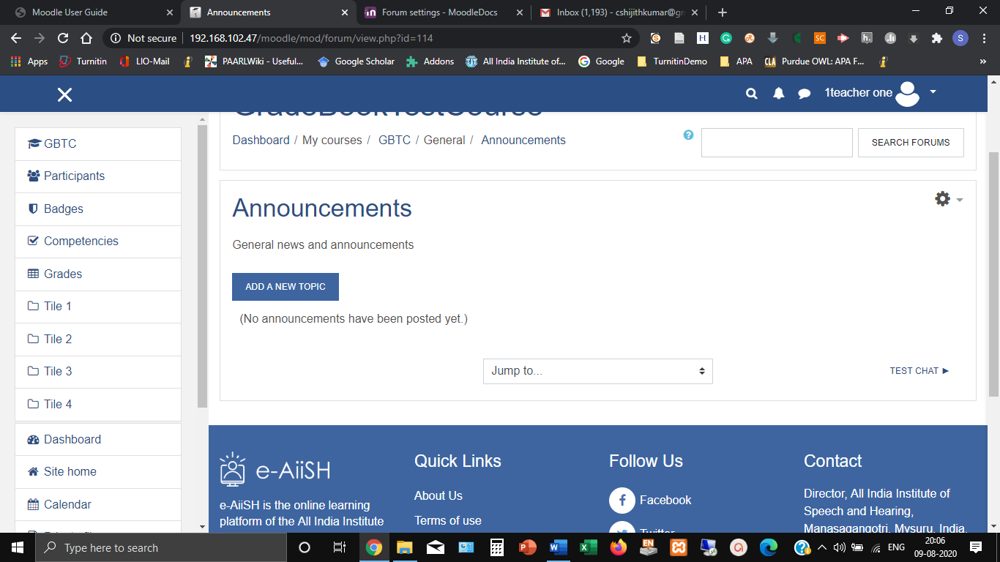 Moodle User Guide
Announcements
Forum settings - MoodleDocs
Inbox (1,193) - cshijithkumar@gm
Not secure 192.168.102.47/moodle/mod/forum/view.php?id=114
Apps Turnitin LIO-Mail PAARLWiki - Useful... Google Scholar Addons All India Institute of... Google TurnitinDemo APA Purdue OWL: APA F... »
1teacher one
GradeBookTestCourse
Dashboard / My courses / GBTC / General / Announcements
SEARCH FORUMS
GBTC
Participants
Badges
Competencies
Grades
Tile 1
Tile 2
Tile 3
Tile 4
Dashboard
Site home
Calendar
Announcements
General news and announcements
ADD A NEW TOPIC
(No announcements have been posted yet.)
Jump to...
TEST CHAT ►
e-AiiSH
e-AiiSH is the online learning
platform of the All India Institute
Quick Links
About Us
Terms of use
Follow Us
Facebook
Twitter
Contact
Director, All India Institute of
Speech and Hearing,
Manasagangotri, Mysuru, India,
Type here to search
ENG
20:06
09-08-2020